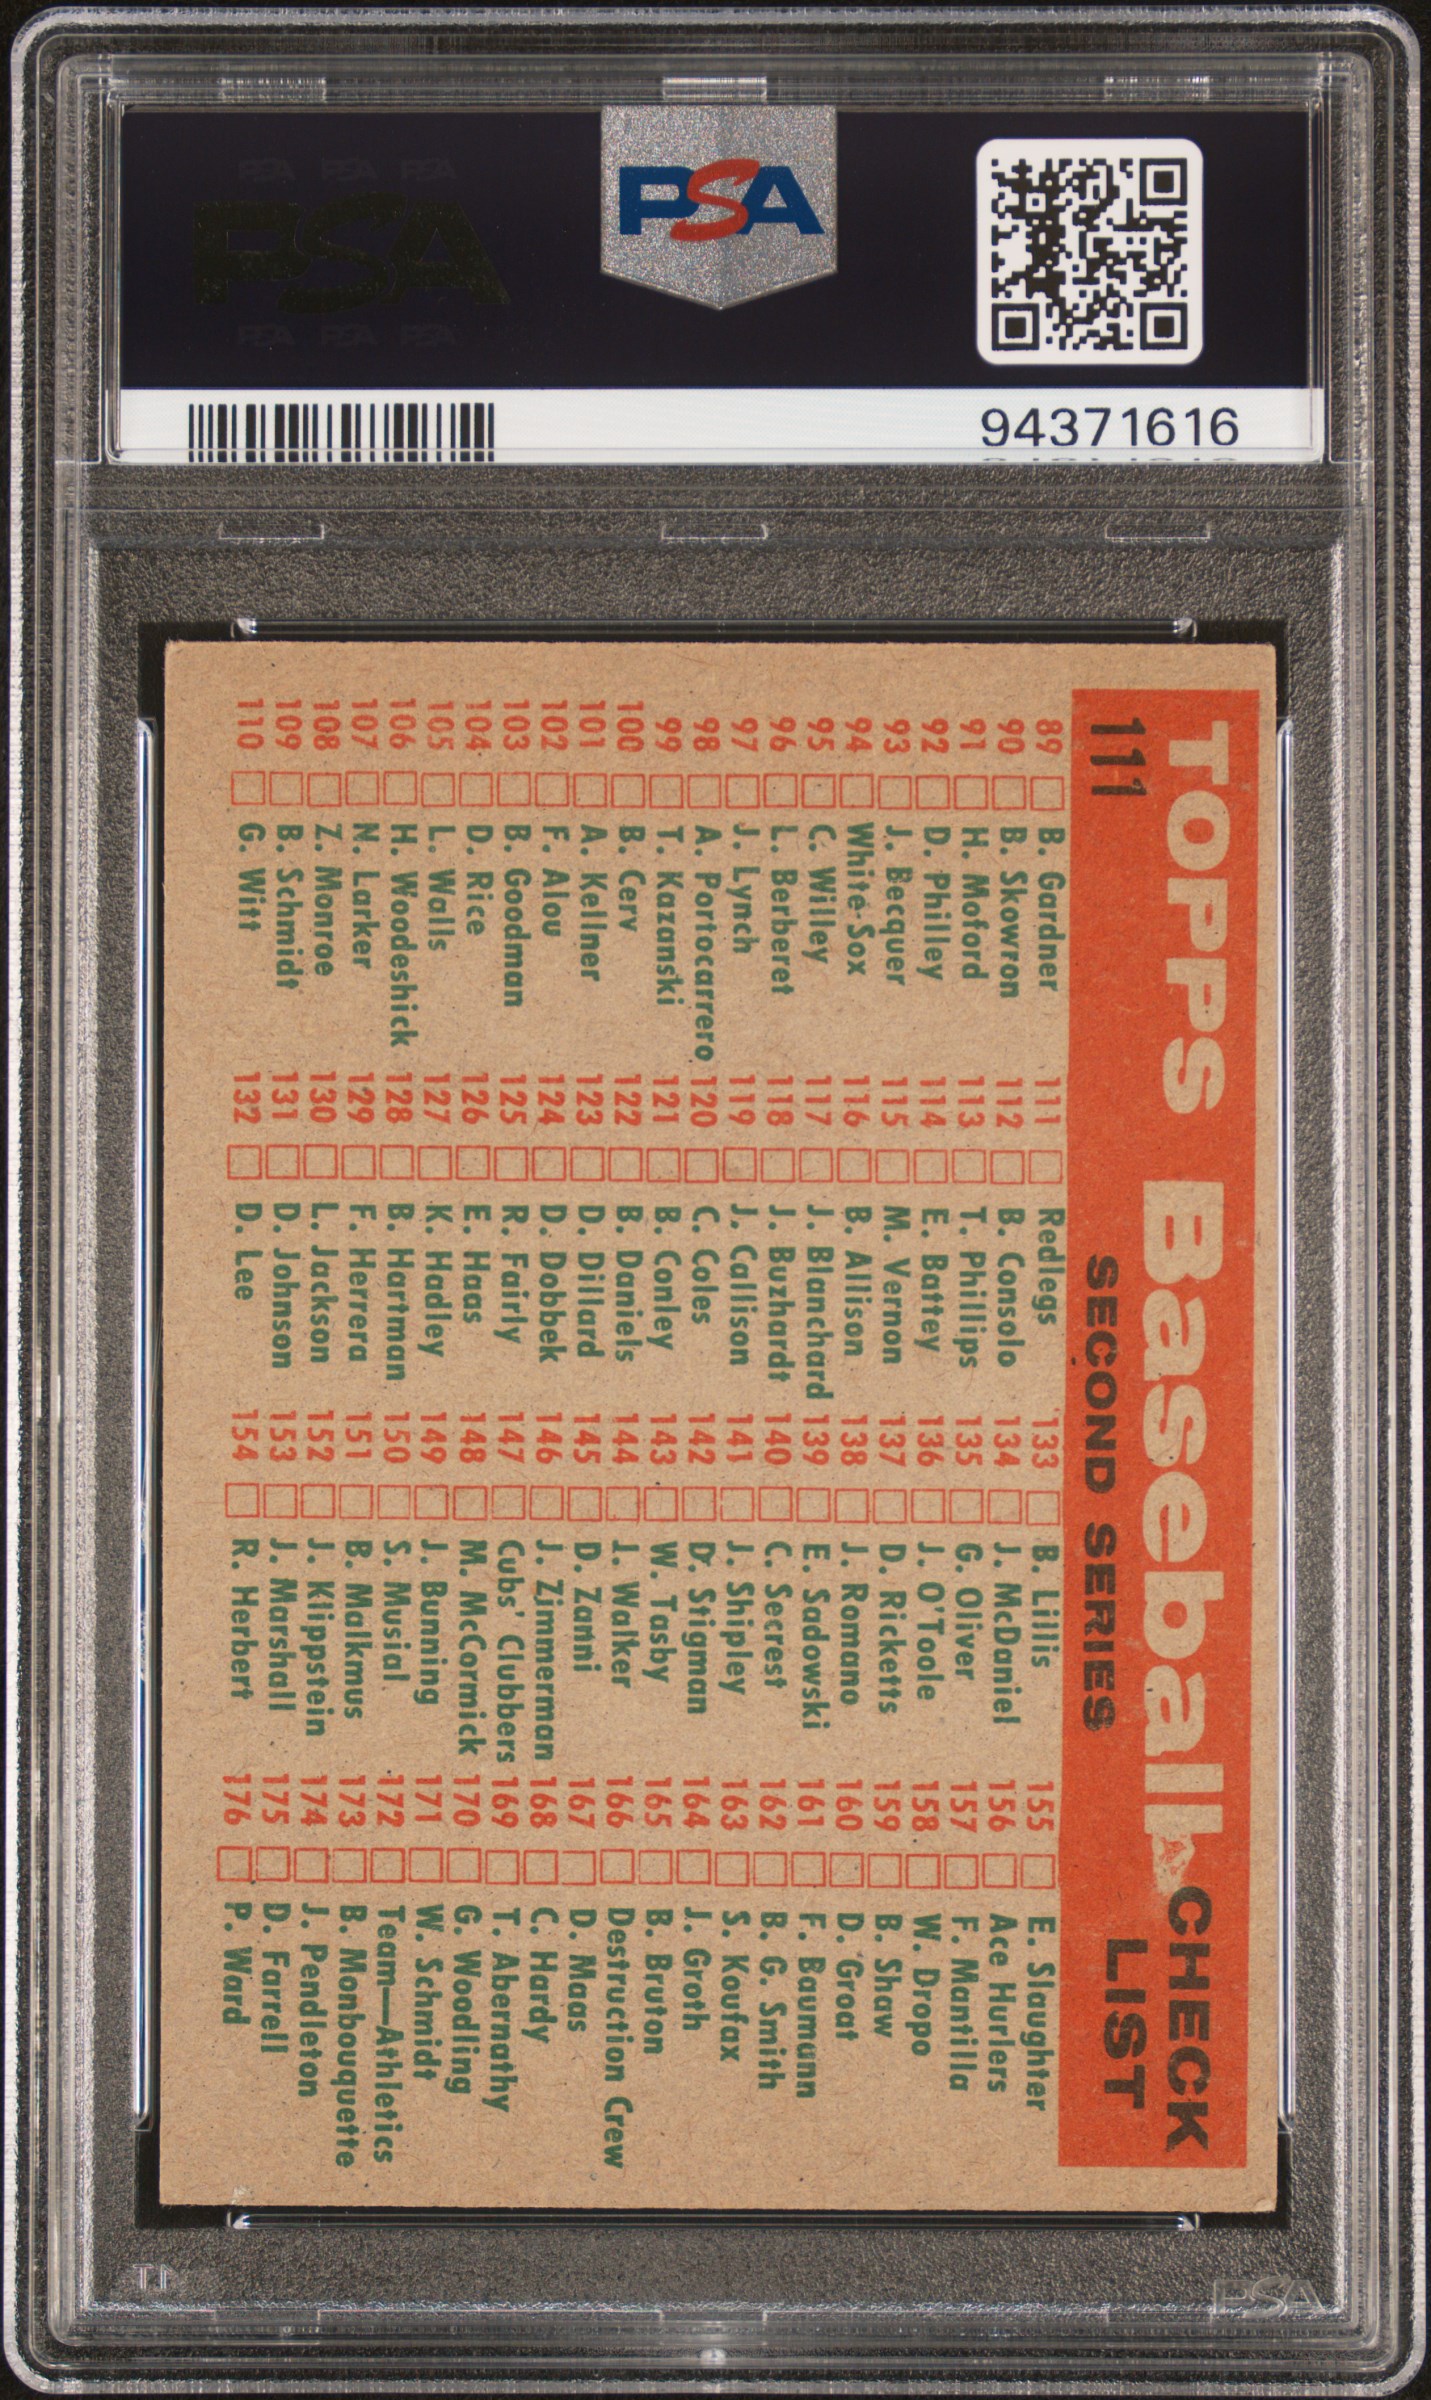 PSA PSA PSA
PSA
PSA PSA PSA
PSA
94371616
TOPPS Baseball CHECK LIST
111 SECOND SERIES
89 B. Gardner
90 B. Skowron
91 H. Moford
92 D. Philley
93 J. Becquer
94 White Sox
95 C. Willey
96 L. Berberet
97 J. Lynch
98 A. Portocarrero
99 T. Kazanski
100 B. Cerv
101 A. Kellner
102 F. Alou
103 B. Goodman
104 D. Rice
105 L. Walls
106 H. Woodeshick
107 N. Larker
108 Z. Monroe
109 B. Schmidt
110 G. Witt
111 Redlegs
112 B. Consolo
113 T. Phillips
114 E. Battey
115 M. Vernon
116 B. Allison
117 J. Blanchard
118 J. Buzhardt
119 J. Callison
120 C. Coles
121 B. Conley
122 B. Daniels
123 D. Dillard
124 D. Dobbek
125 R. Fairly
126 E. Haas
127 K. Hadley
128 B. Hartman
129 F. Herrera
130 L. Jackson
131 D. Johnson
132 D. Lee
133 B. Lillis
134 J. McDaniel
135 G. Oliver
136 J. O'Toole
137 D. Ricketts
138 J. Romano
139 E. Sadowski
140 C. Secrest
141 J. Shipley
142 D. Stigman
143 W. Tasby
144 J. Walker
145 D. Zanni
146 J. Zimmerman
147 Cubs' Clubbers
148 M. McCormick
149 J. Bunning
150 S. Musial
151 B. Malkmus
152 J. Klippstein
153 J. Marshall
154 R. Herbert
155 E. Slaughter
156 Ace Hurlers
157 F. Mantilla
158 W. Dropo
159 B. Shaw
160 D. Groat
161 F. Baumann
162 B. G. Smith
163 S. Koufax
164 J. Groth
165 B. Bruton
166 Destruction Crew
167 D. Maas
168 C. Hardy
169 T. Abernathy
170 G. Woodling
171 W. Schmidt
172 Team—Athletics
173 B. Monbouquette
174 J. Pendleton
175 D. Farrell
176 P. Ward
PSA